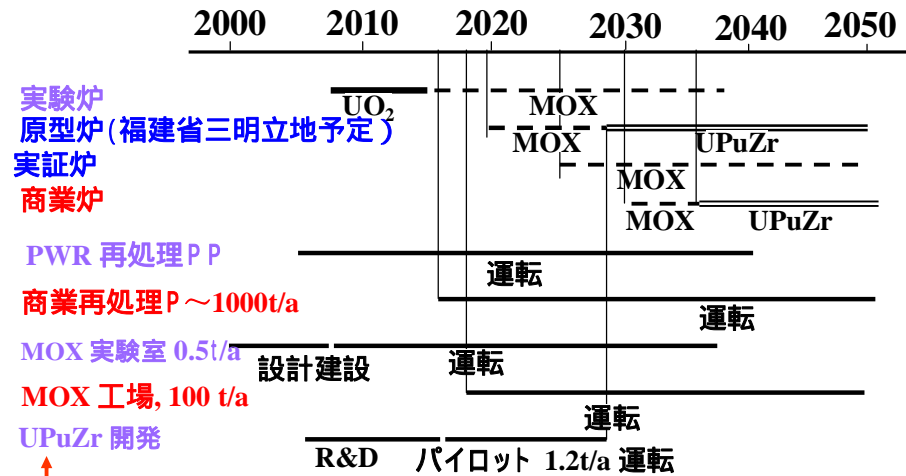 2000 2010 2020 2030 2040 2050
実験炉
UO₂ MOX
原型炉(福建省三明立地予定)
MOX UPuZr
実証炉
MOX
商業炉
MOX UPuZr
PWR 再処理PP
運転
商業再処理P~1000t/a
運転
MOX 実験室 0.5t/a
設計建設 運転
MOX 工場, 100 t/a
運転
UPuZr 開発
R&D パイロット 1.2t/a 運転